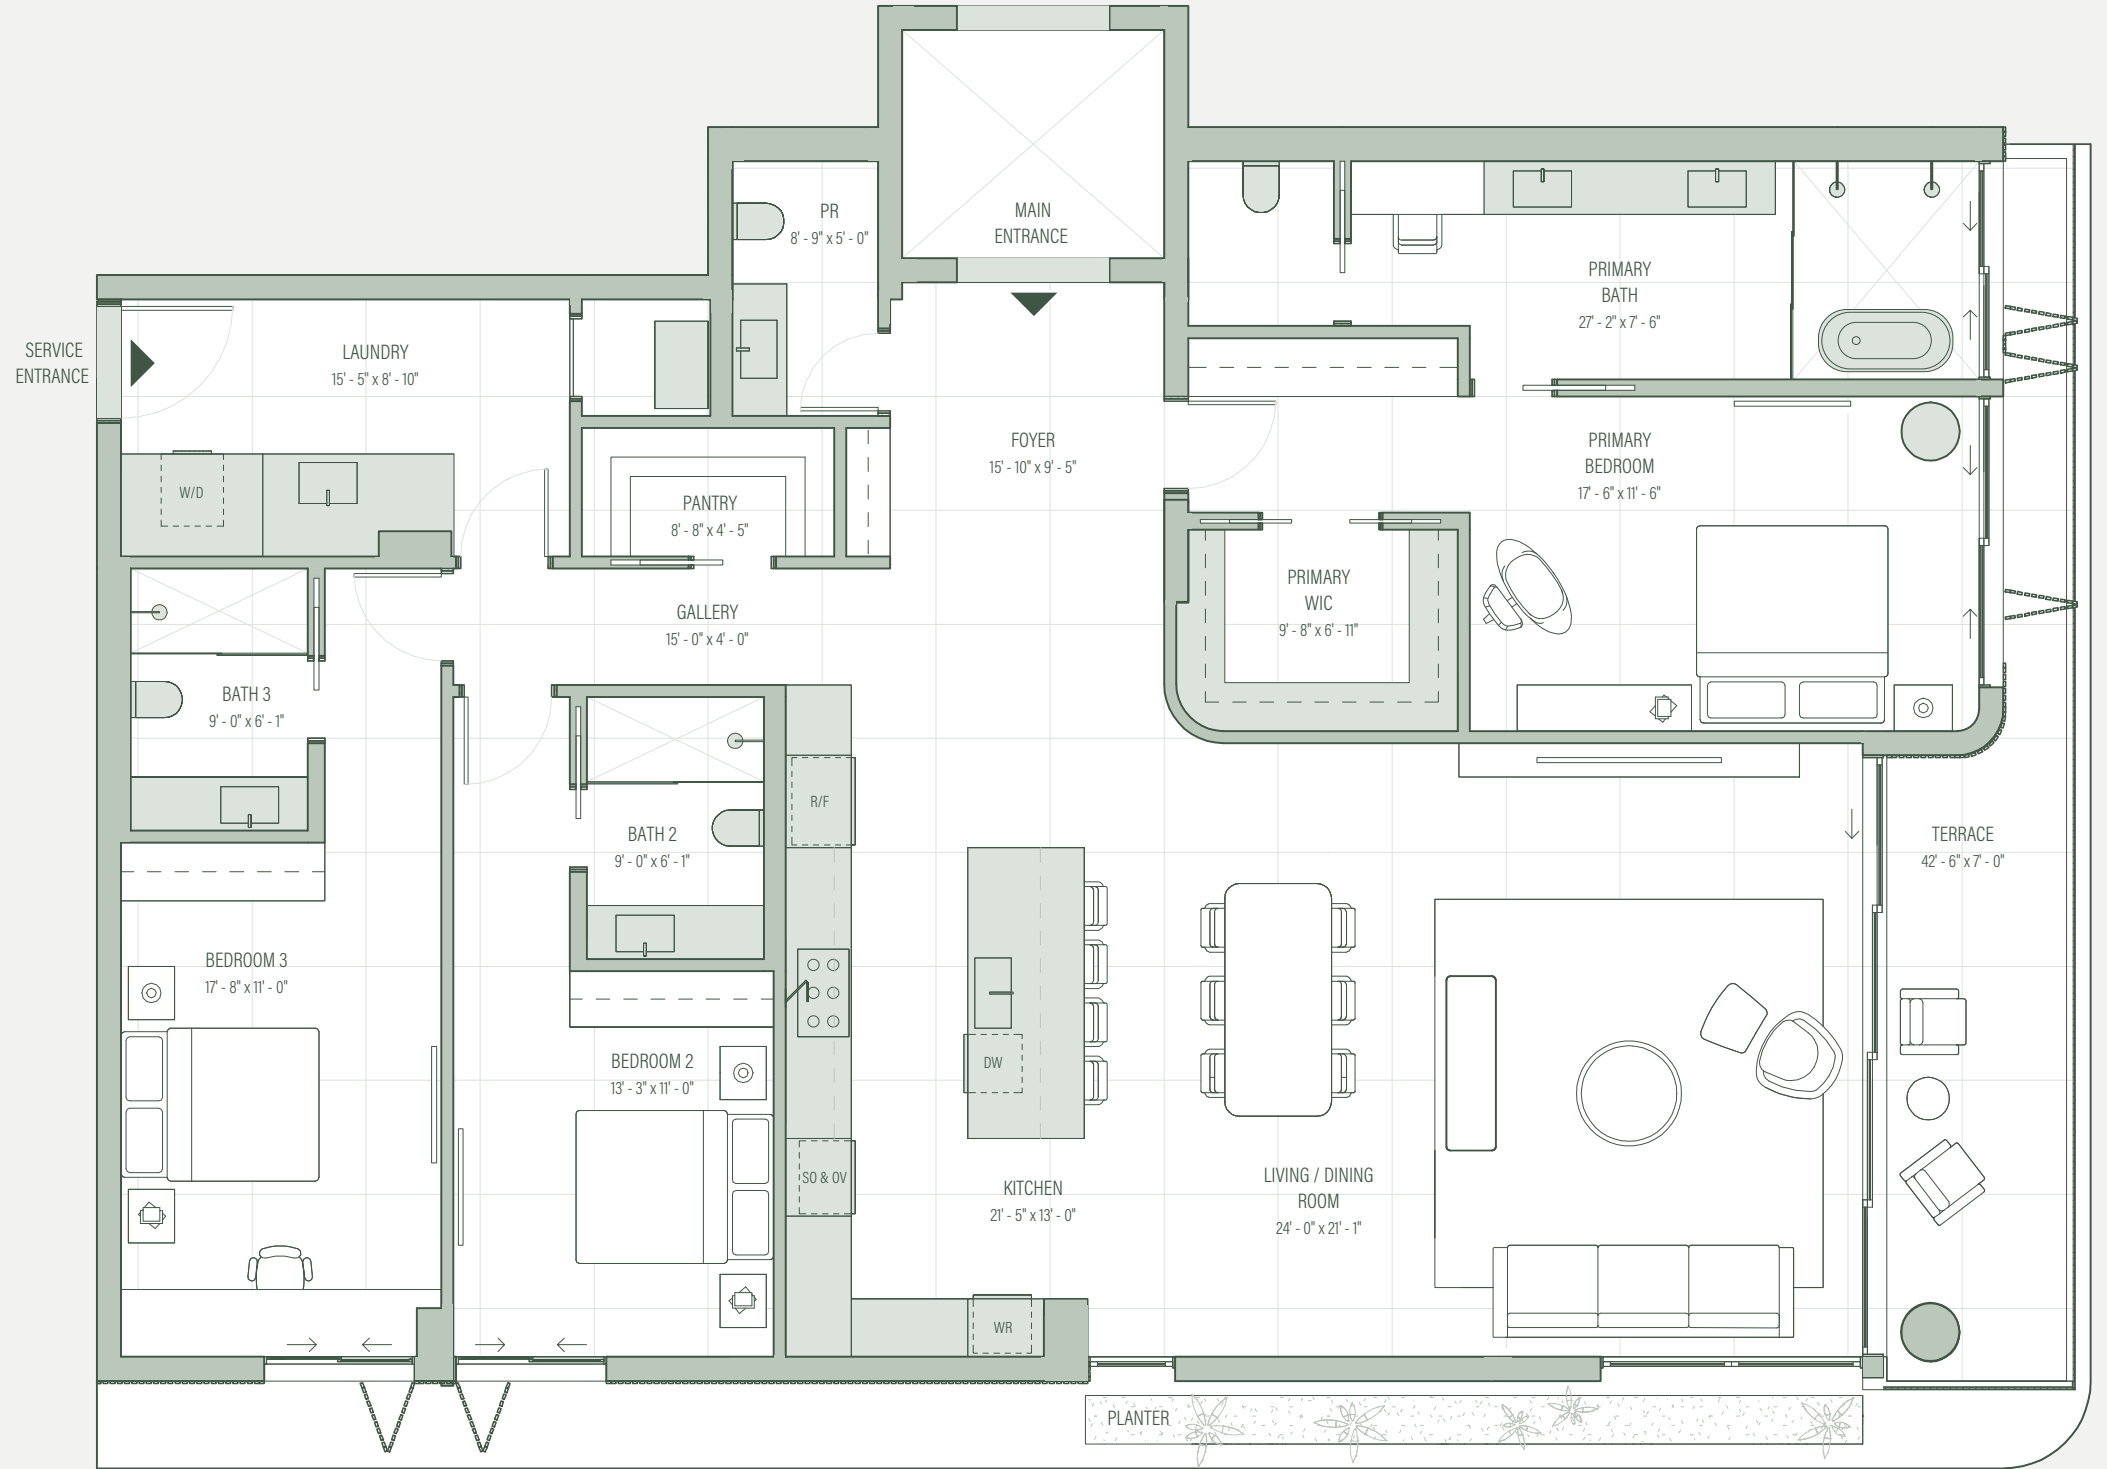 MAIN
ENTRANCE
PR
8' - 9" x 5' - 0"
PRIMARY
BATH
27' - 2" x 7' - 6"
SERVICE
ENTRANCE
LAUNDRY
15' - 5" x 8' - 10"
W/D
PANTRY
8' - 8" x 4' - 5"
FOYER
15' - 10" x 9' - 5"
PRIMARY
BEDROOM
17' - 6" x 11' - 6"
GALLERY
15' - 0" x 4' - 0"
PRIMARY
WIC
9' - 8" x 6' - 11"
BATH 3
9' - 0" x 6' - 1"
BATH 2
9' - 0" x 6' - 1"
R/F
TERRACE
42' - 6" x 7' - 0"
BEDROOM 3
17' - 8" x 11' - 0"
BEDROOM 2
13' - 3" x 11' - 0"
DW
SO & OV
KITCHEN
21' - 5" x 13' - 0"
LIVING / DINING
ROOM
24' - 0" x 21' - 1"
WR
PLANTER